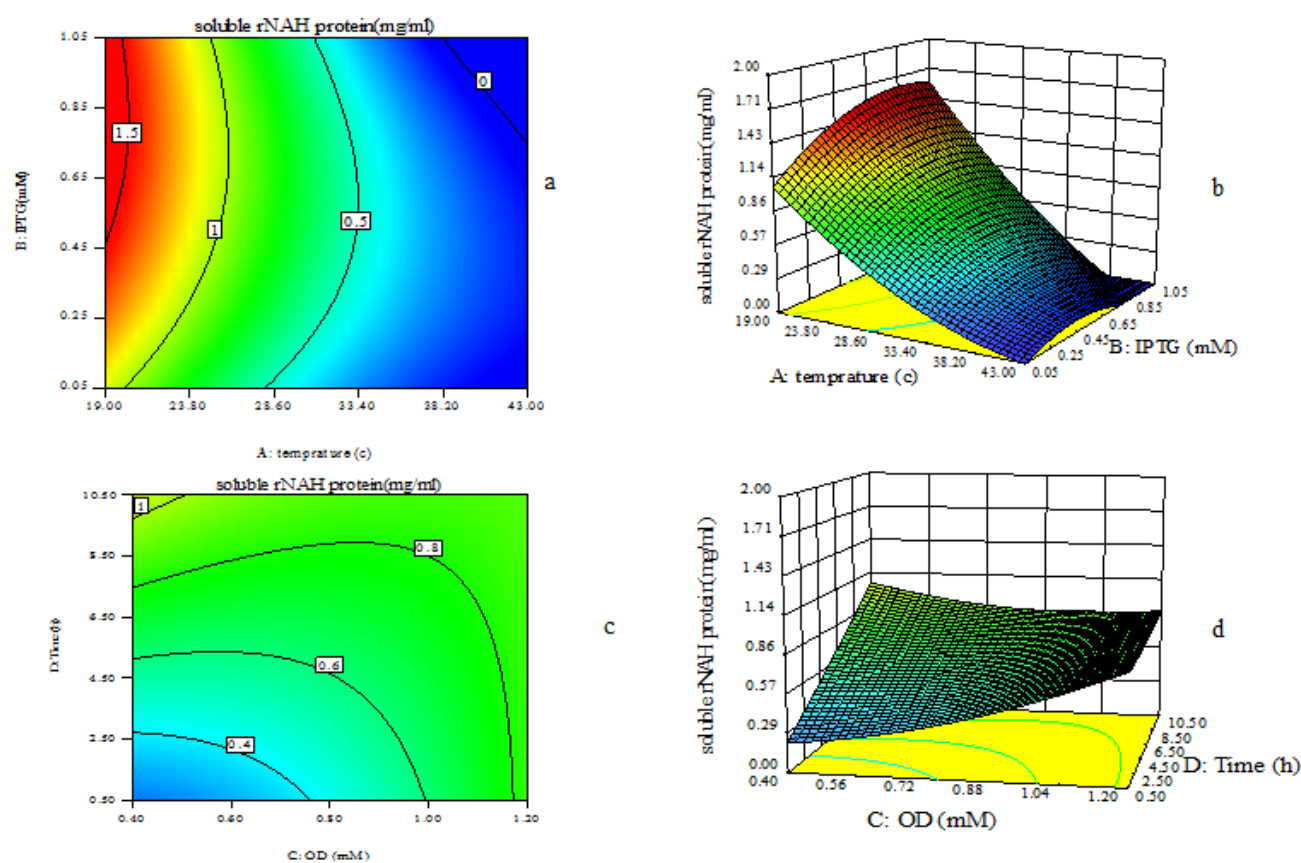 soluble rNAH protein(mg/ml)
1.05
0.85
0.65
0.45
0.25
0.05
B: IPTG(mM)
0
1.5
1
0.5
19.00 23.80 28.60 33.40 38.20 43.00
A: temprature (c)
a
soluble rNAH protein(mg/ml)
2.00
1.71
1.43
1.14
0.86
0.57
0.29
0.00
19.00 23.80 28.60 33.40 38.20 43.00
A: temprature (c)
0.05 0.25 0.45 0.65 0.85 1.05
B: IPTG (mM)
b
soluble rNAH protein(mg/ml)
10.50
8.50
6.50
4.50
2.50
0.50
D:Time(h)
1
0.8
0.6
0.4
0.40 0.60 0.80 1.00 1.20
C: OD (mM)
c
soluble rNAH protein(mg/ml)
2.00
1.71
1.43
1.14
0.86
0.57
0.29
0.00
0.40 0.56 0.72 0.88 1.04 1.20
C: OD (mM)
0.50 2.50 4.50 6.50 8.50 10.50
D: Time (h)
d